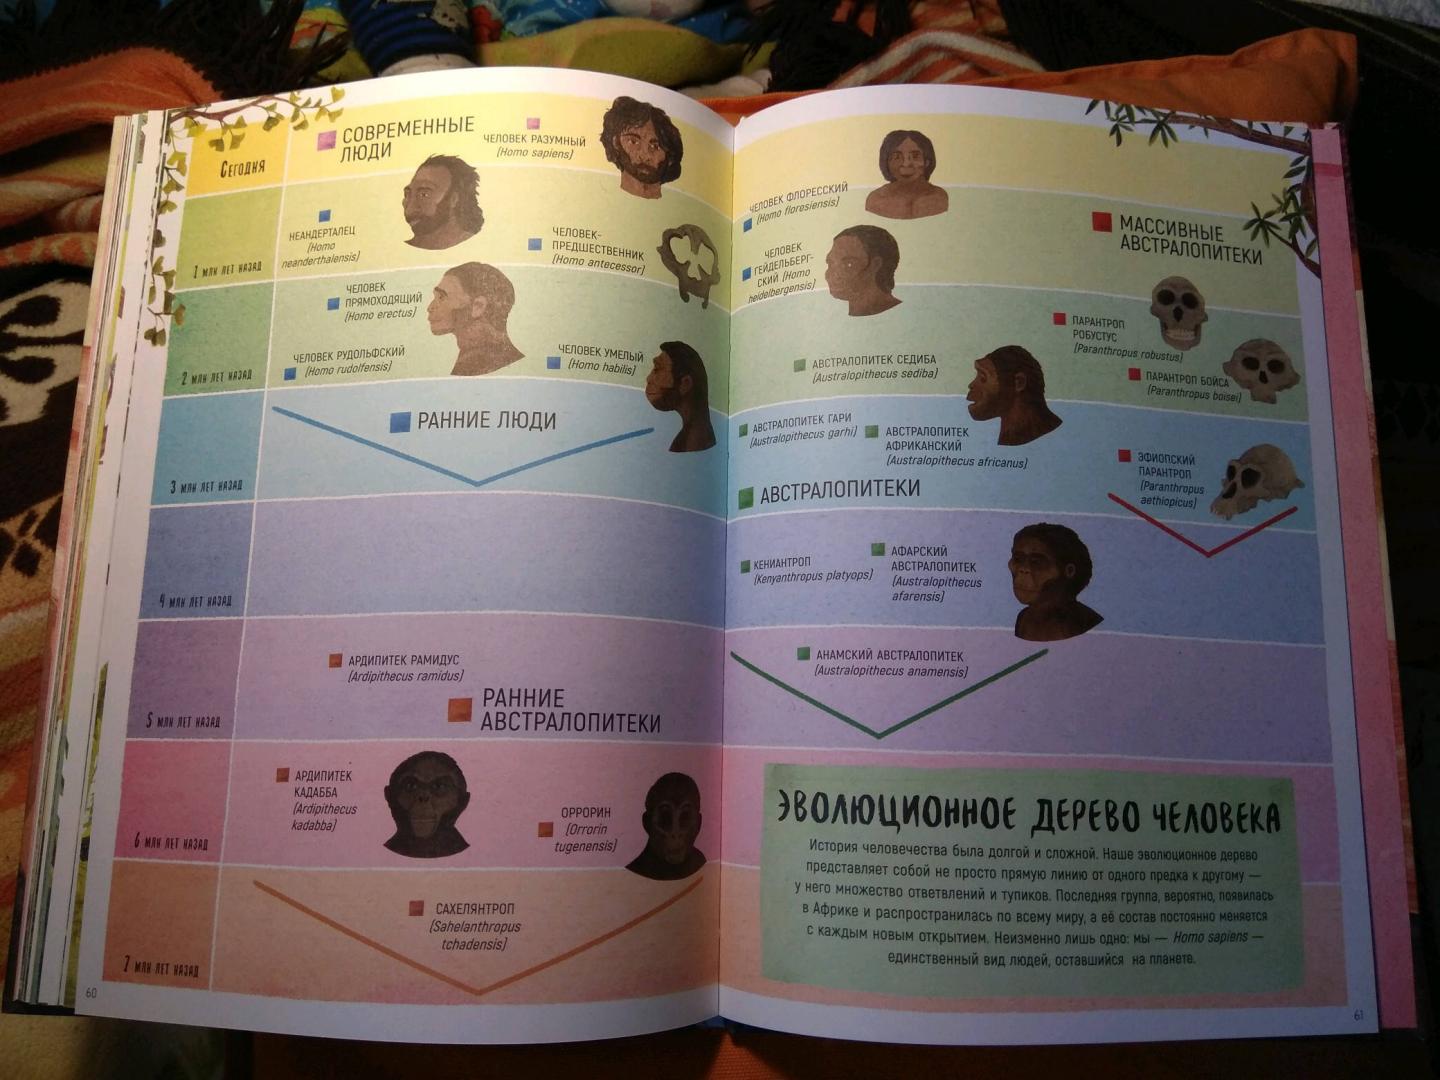 Сегодня
1 млн лет назад
2 млн лет назад
3 млн лет назад
4 млн лет назад
5 млн лет назад
6 млн лет назад
7 млн лет назад
СОВРЕМЕННЫЕ
ЛЮДИ
ЧЕЛОВЕК РАЗУМНЫЙ
(Homo sapiens)
НЕАНДЕРТАЛЕЦ
(Homo
neanderthalensis)
ЧЕЛОВЕК-
ПРЕДШЕСТВЕННИК
(Homo antecessor)
ЧЕЛОВЕК
ПРЯМОХОДЯЩИЙ
(Homo erectus)
ЧЕЛОВЕК РУДОЛЬФСКИЙ
(Homo rudolfensis)
ЧЕЛОВЕК УМЕЛЫЙ
(Homo habilis)
РАННИЕ ЛЮДИ
АРДИПИТЕК РАМИДУС
(Ardipithecus ramidus)
РАННИЕ
АВСТРАЛОПИТЕКИ
АРДИПИТЕК
КАДАББА
(Ardipithecus
kadabba)
ОРРОРИН
(Orrorin
tugenensis)
САХЕЛЯНТРОП
(Sahelanthropus
tchadensis)
60
ЧЕЛОВЕК ФЛОРЕССКИЙ
(Homo floresiensis)
ЧЕЛОВЕК
ГЕЙДЕЛЬБЕРГ-
СКИЙ (Homo
heidelbergensis)
МАССИВНЫЕ
АВСТРАЛОПИТЕКИ
ПАРАНТРОП
РОБУСТУС
(Paranthropus robustus)
АВСТРАЛОПИТЕК СЕДИБА
(Australopithecus sediba)
ПАРАНТРОП БОЙСА
(Paranthropus boisei)
АВСТРАЛОПИТЕК ГАРИ
(Australopithecus garhi)
АВСТРАЛОПИТЕК
АФРИКАНСКИЙ
(Australopithecus africanus)
ЭФИОПСКИЙ
ПАРАНТРОП
(Paranthropus
aethiopicus)
АВСТРАЛОПИТЕКИ
КЕНИАНТРОП
(Kenyanthropus platyops)
АФАРСКИЙ
АВСТРАЛОПИТЕК
(Australopithecus
afarensis)
АНАМСКИЙ АВСТРАЛОПИТЕК
(Australopithecus anamensis)
ЭВОЛЮЦИОННОЕ ДЕРЕВО ЧЕЛОВЕКА
История человечества была долгой и сложной. Наше эволюционное дерево
представляет собой не просто прямую линию от одного предка к другому —
у него множество ответвлений и тупиков. Последняя группа, вероятно, появилась
в Африке и распространилась по всему миру, а её состав постоянно меняется
с каждым новым открытием. Неизменно лишь одно: мы — Homo sapiens —
единственный вид людей, оставшийся на планете.
61